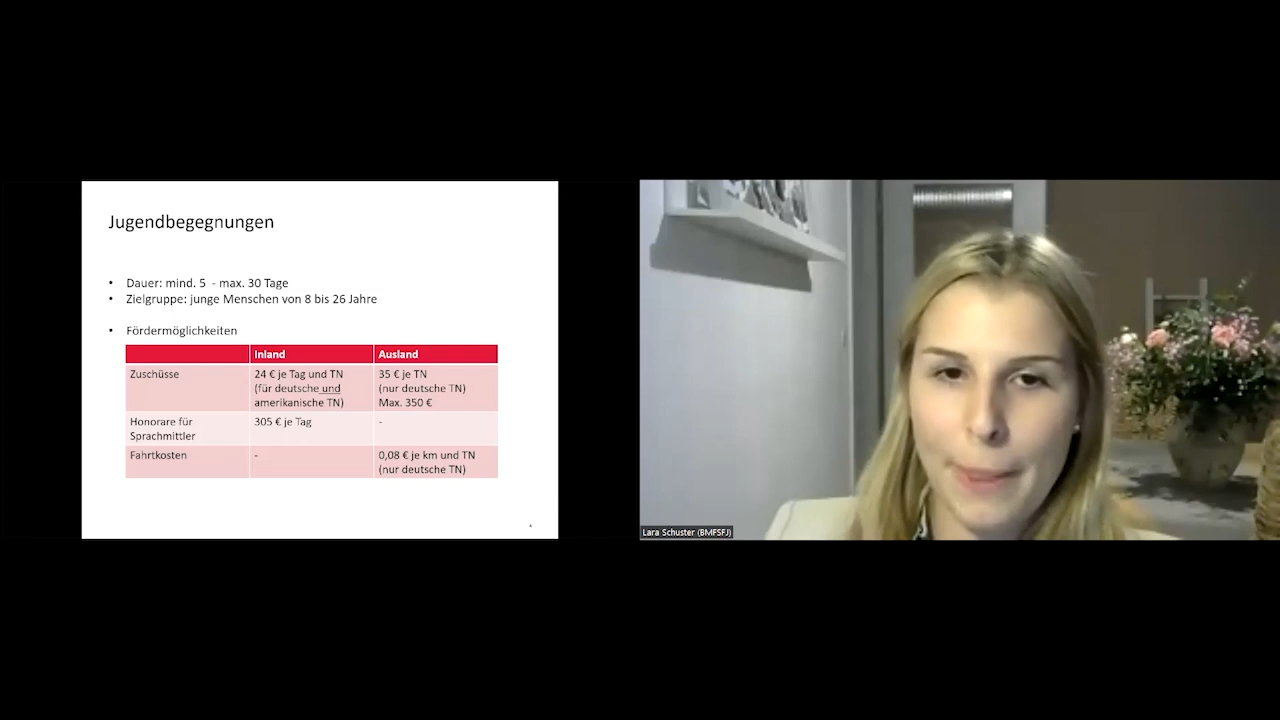 Jugendbegegnungen
• Dauer: mind. 5 - max. 30 Tage
• Zielgruppe: junge Menschen von 8 bis 26 Jahre
• Fördermöglichkeiten
Inland Ausland
Zuschüsse 24 € je Tag und TN 35 € je TN
(für deutsche und (nur deutsche TN)
amerikanische TN) Max. 350 €
Honorare für 305 € je Tag -
Sprachmittler
Fahrtkosten - 0,08 € je km und TN
(nur deutsche TN)
4
Lara Schuster (BMFSFJ)